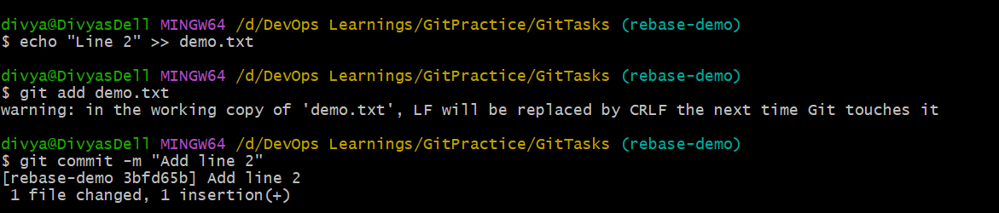 divya@DivyasDell MINGW64 /d/DevOps Learnings/GitPractice/GitTasks (rebase-demo)
$ echo "Line 2" >> demo.txt
divya@DivyasDell MINGW64 /d/DevOps Learnings/GitPractice/GitTasks (rebase-demo)
$ git add demo.txt
warning: in the working copy of 'demo.txt', LF will be replaced by CRLF the next time Git touches it
divya@DivyasDell MINGW64 /d/DevOps Learnings/GitPractice/GitTasks (rebase-demo)
$ git commit -m "Add line 2"
[rebase-demo 3bfd65b] Add line 2
 1 file changed, 1 insertion(+)